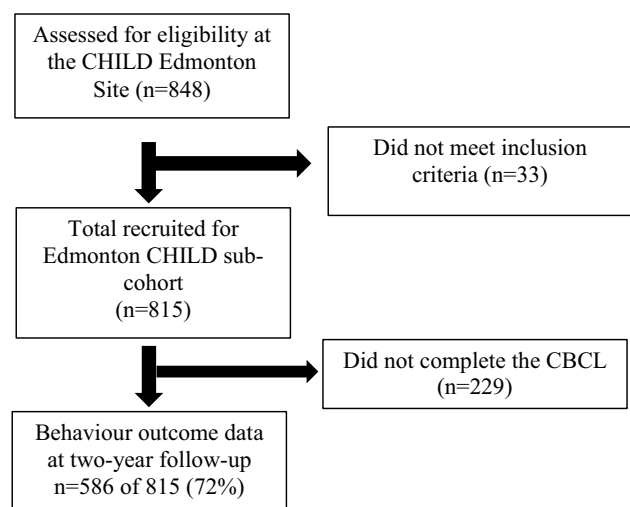 Assessed for eligibility at
the CHILD Edmonton
Site (n=848)
Did not meet inclusion
criteria (n=33)
Total recruited for
Edmonton CHILD sub-
cohort
(n=815)
Did not complete the CBCL
(n=229)
Behaviour outcome data
at two-year follow-up
n=586 of 815 (72%)